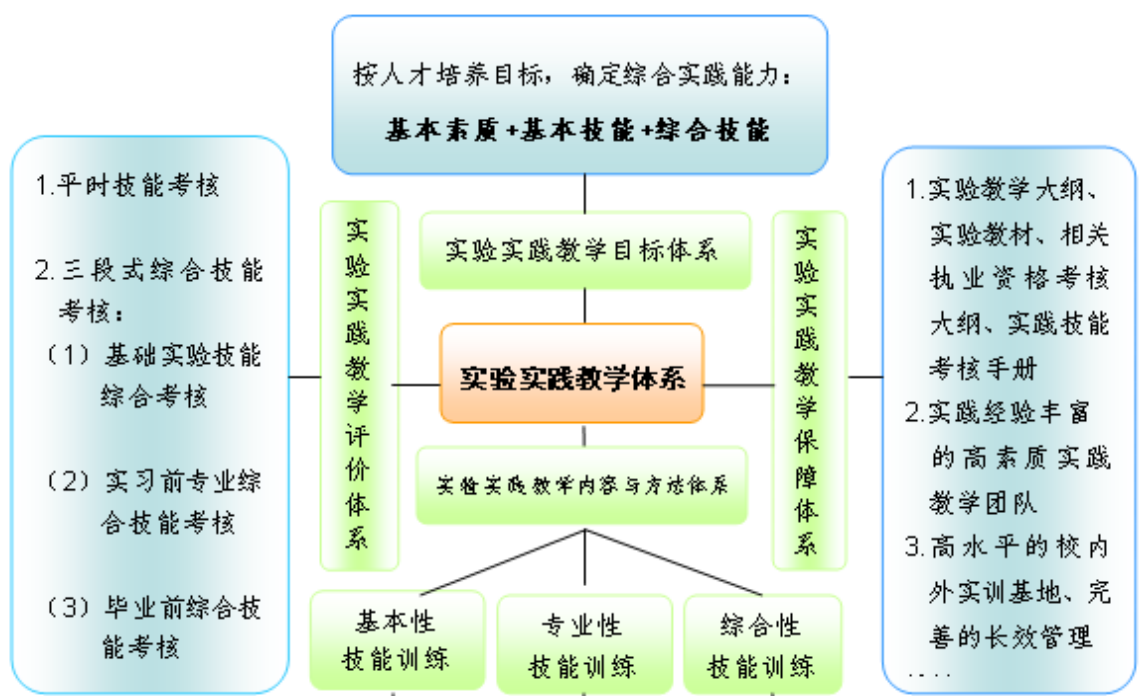 按人才培养目标，确定综合实践能力：
基本素质+基本技能+综合技能
1.平时技能考核
2.三段式综合技能
考核：
（1）基础实验技能
综合考核
（2）实习前专业综
合技能考核
（3）毕业前综合技
能考核
实验实践教学评价体系
实验实践教学目标体系
实验实践教学体系
实验实践教学内容与方法体系
基本性
技能训练
专业性
技能训练
综合性
技能训练
实验实践教学保障体系
1.实验教学大纲、
实验教材、相关
执业资格考核
大纲、实践技能
考核手册
2.实践经验丰富
的高素质实践
教学团队
3.高水平的校内
外实训基地、完
善的长效管理
....